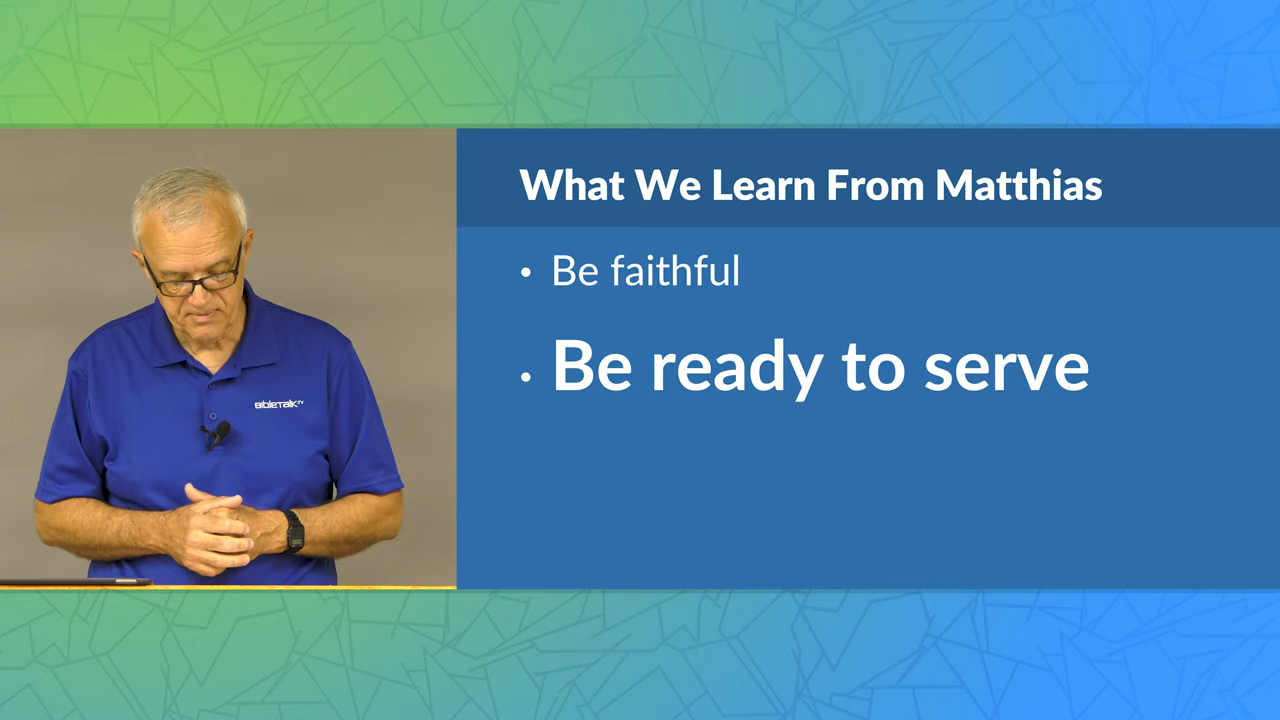 What We Learn From Matthias
• Be faithful
• Be ready to serve
BibleTalk.TV